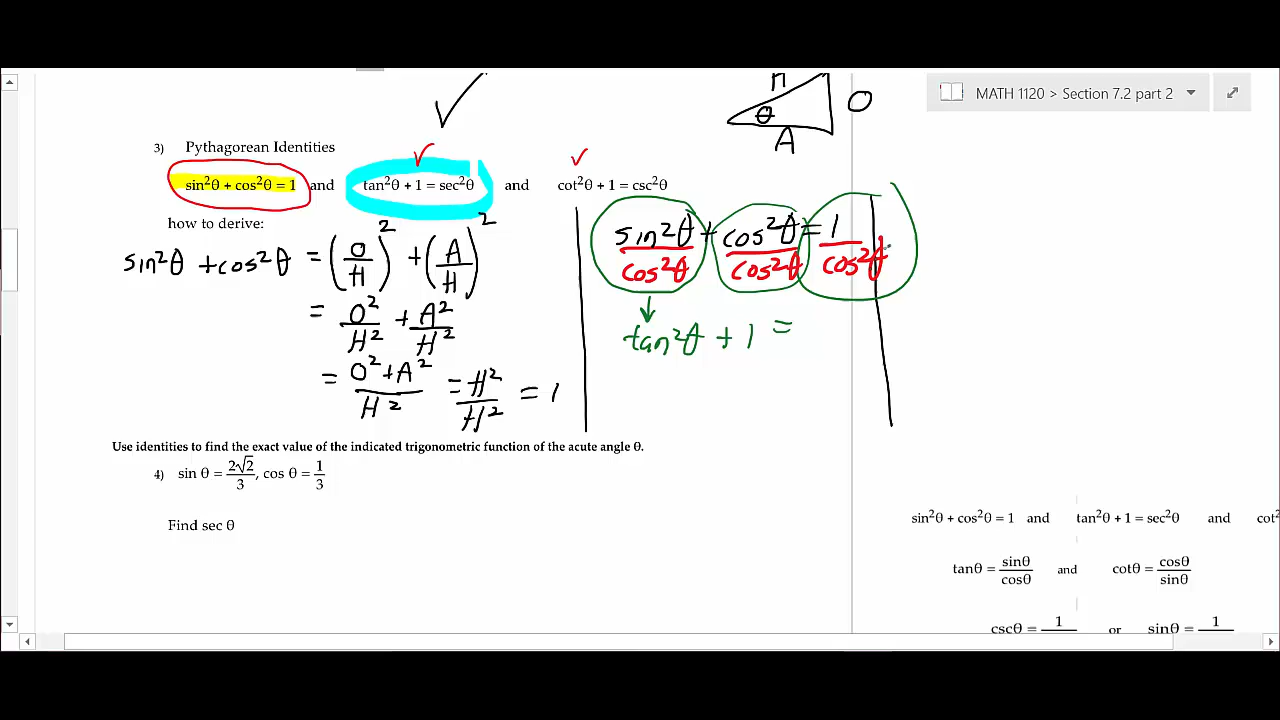 H
θ
O
A
MATH 1120 > Section 7.2 part 2
3) Pythagorean Identities
sin²θ + cos²θ = 1 and tan²θ + 1 = sec²θ and cot²θ + 1 = csc²θ
how to derive:
sin²θ + cos²θ = (O/H)² + (A/H)²
= O²/H² + A²/H²
= O² + A²/H² = H²/H² = 1
sin²θ/cos²θ + cos²θ/cos²θ = 1/cos²θ
tan²θ + 1 =
Use identities to find the exact value of the indicated trigonometric function of the acute angle θ.
4) sin θ = 2√2/3, cos θ = 1/3
Find sec θ
sin²θ + cos²θ = 1 and tan²θ + 1 = sec²θ and cot²
tanθ = sinθ/cosθ and cotθ = cosθ/sinθ
cscθ = 1 or sinθ = 1